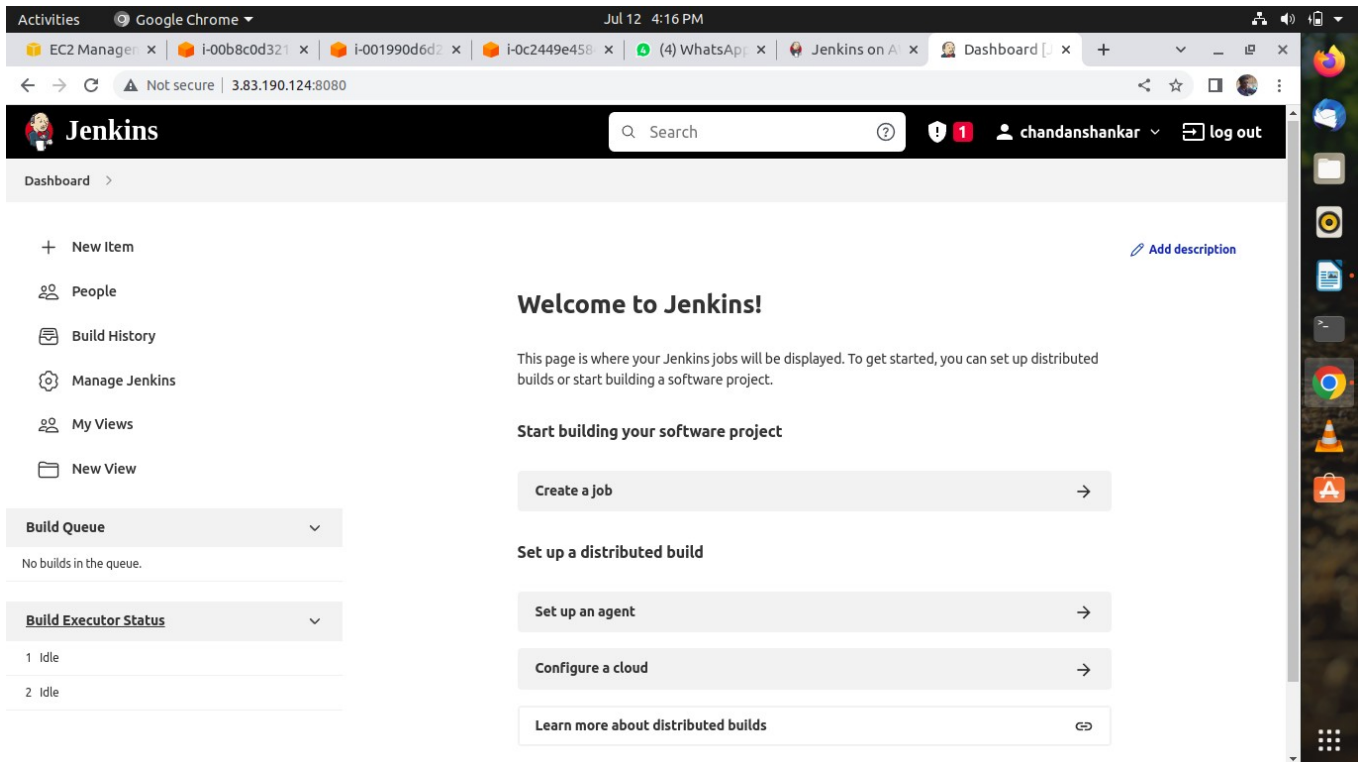 Activities Google Chrome Jul 12 4:16 PM
EC2 Managen i-00b8c0d321 i-001990d6d2 i-0c2449e458 (4) WhatsApp Jenkins on A Dashboard [J
Not secure | 3.83.190.124:8080
Jenkins Search 1 chandanshankar log out
Dashboard
New Item
Add description
People
Build History
Manage Jenkins
My Views
New View
Build Queue
No builds in the queue.
Build Executor Status
1 Idle
2 Idle
Welcome to Jenkins!
This page is where your Jenkins jobs will be displayed. To get started, you can set up distributed
builds or start building a software project.
Start building your software project
Create a job
Set up a distributed build
Set up an agent
Configure a cloud
Learn more about distributed builds